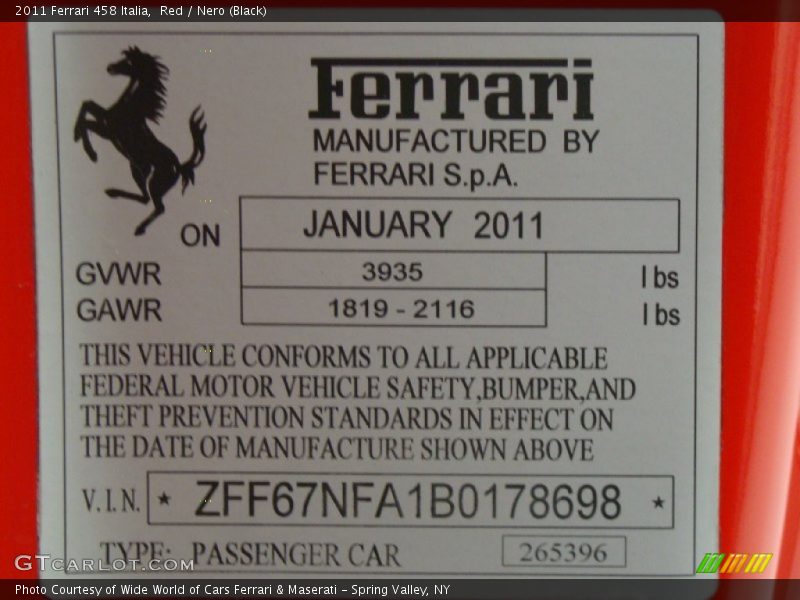 2011 Ferrari 458 Italia,  Red / Nero (Black)
Ferrari
MANUFACTURED BY
FERRARI S.p.A.
ON JANUARY 2011
GVWR 3935 lbs
GAWR 1819 - 2116 lbs
THIS VEHICLE CONFORMS TO ALL APPLICABLE
FEDERAL MOTOR VEHICLE SAFETY,BUMPER,AND
THEFT PREVENTION STANDARDS IN EFFECT ON
THE DATE OF MANUFACTURE SHOWN ABOVE
V.I.N. ★ ZFF67NFA1B0178698 ★
TYPE: PASSENGER CAR 265396
GTCARLOT.COM
Photo Courtesy of Wide World of Cars Ferrari & Maserati – Spring Valley, NY